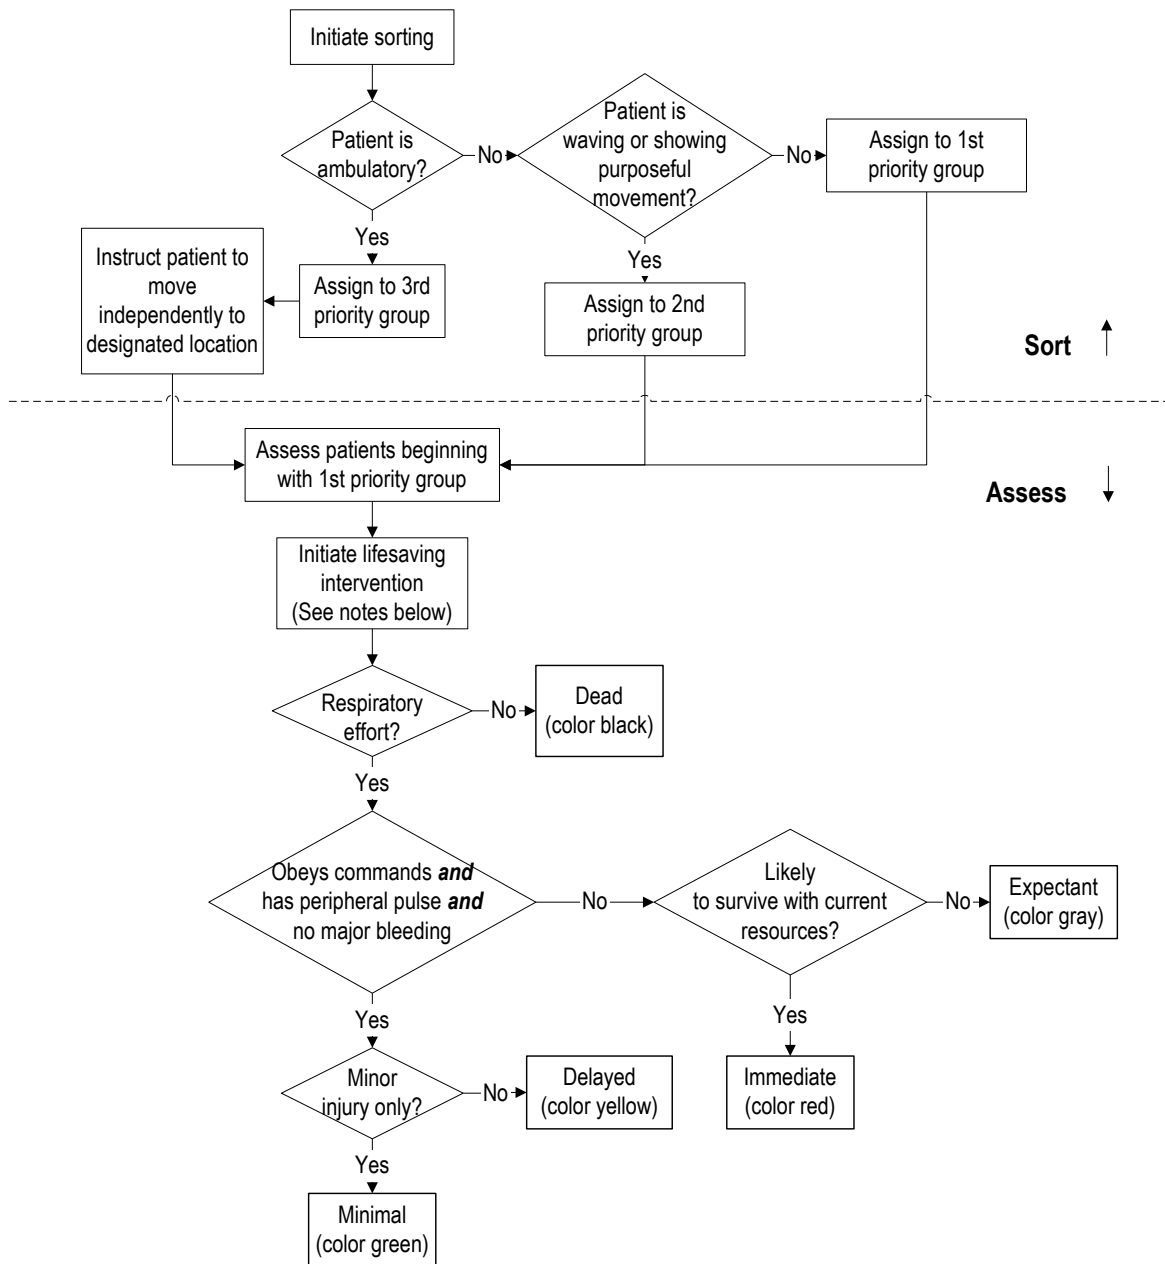 Initiate sorting
Patient is
ambulatory?
No
Patient is
waving or showing
purposeful
movement?
No
Assign to 1st
priority group
Yes
Instruct patient to
move
independently to
designated location
Assign to 3rd
priority group
Yes
Assign to 2nd
priority group
Sort
Assess patients beginning
with 1st priority group
Assess
Initiate lifesaving
intervention
(See notes below)
Respiratory
effort?
No
Dead
(color black)
Yes
Obeys commands and
has peripheral pulse and
no major bleeding
No
Likely
to survive with current
resources?
No
Expectant
(color gray)
Yes
Yes
Minor
injury only?
No
Delayed
(color yellow)
Immediate
(color red)
Yes
Minimal
(color green)